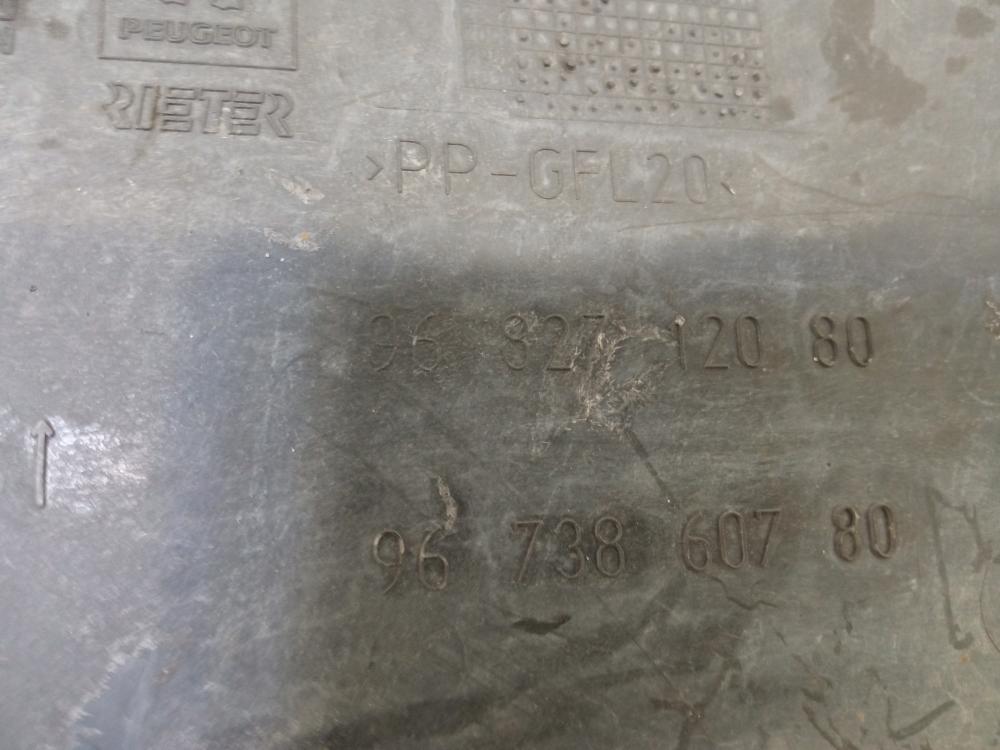 PEUGEOT
RIETER
>PP-GFL20<
96 827 120 80
96 738 607 80